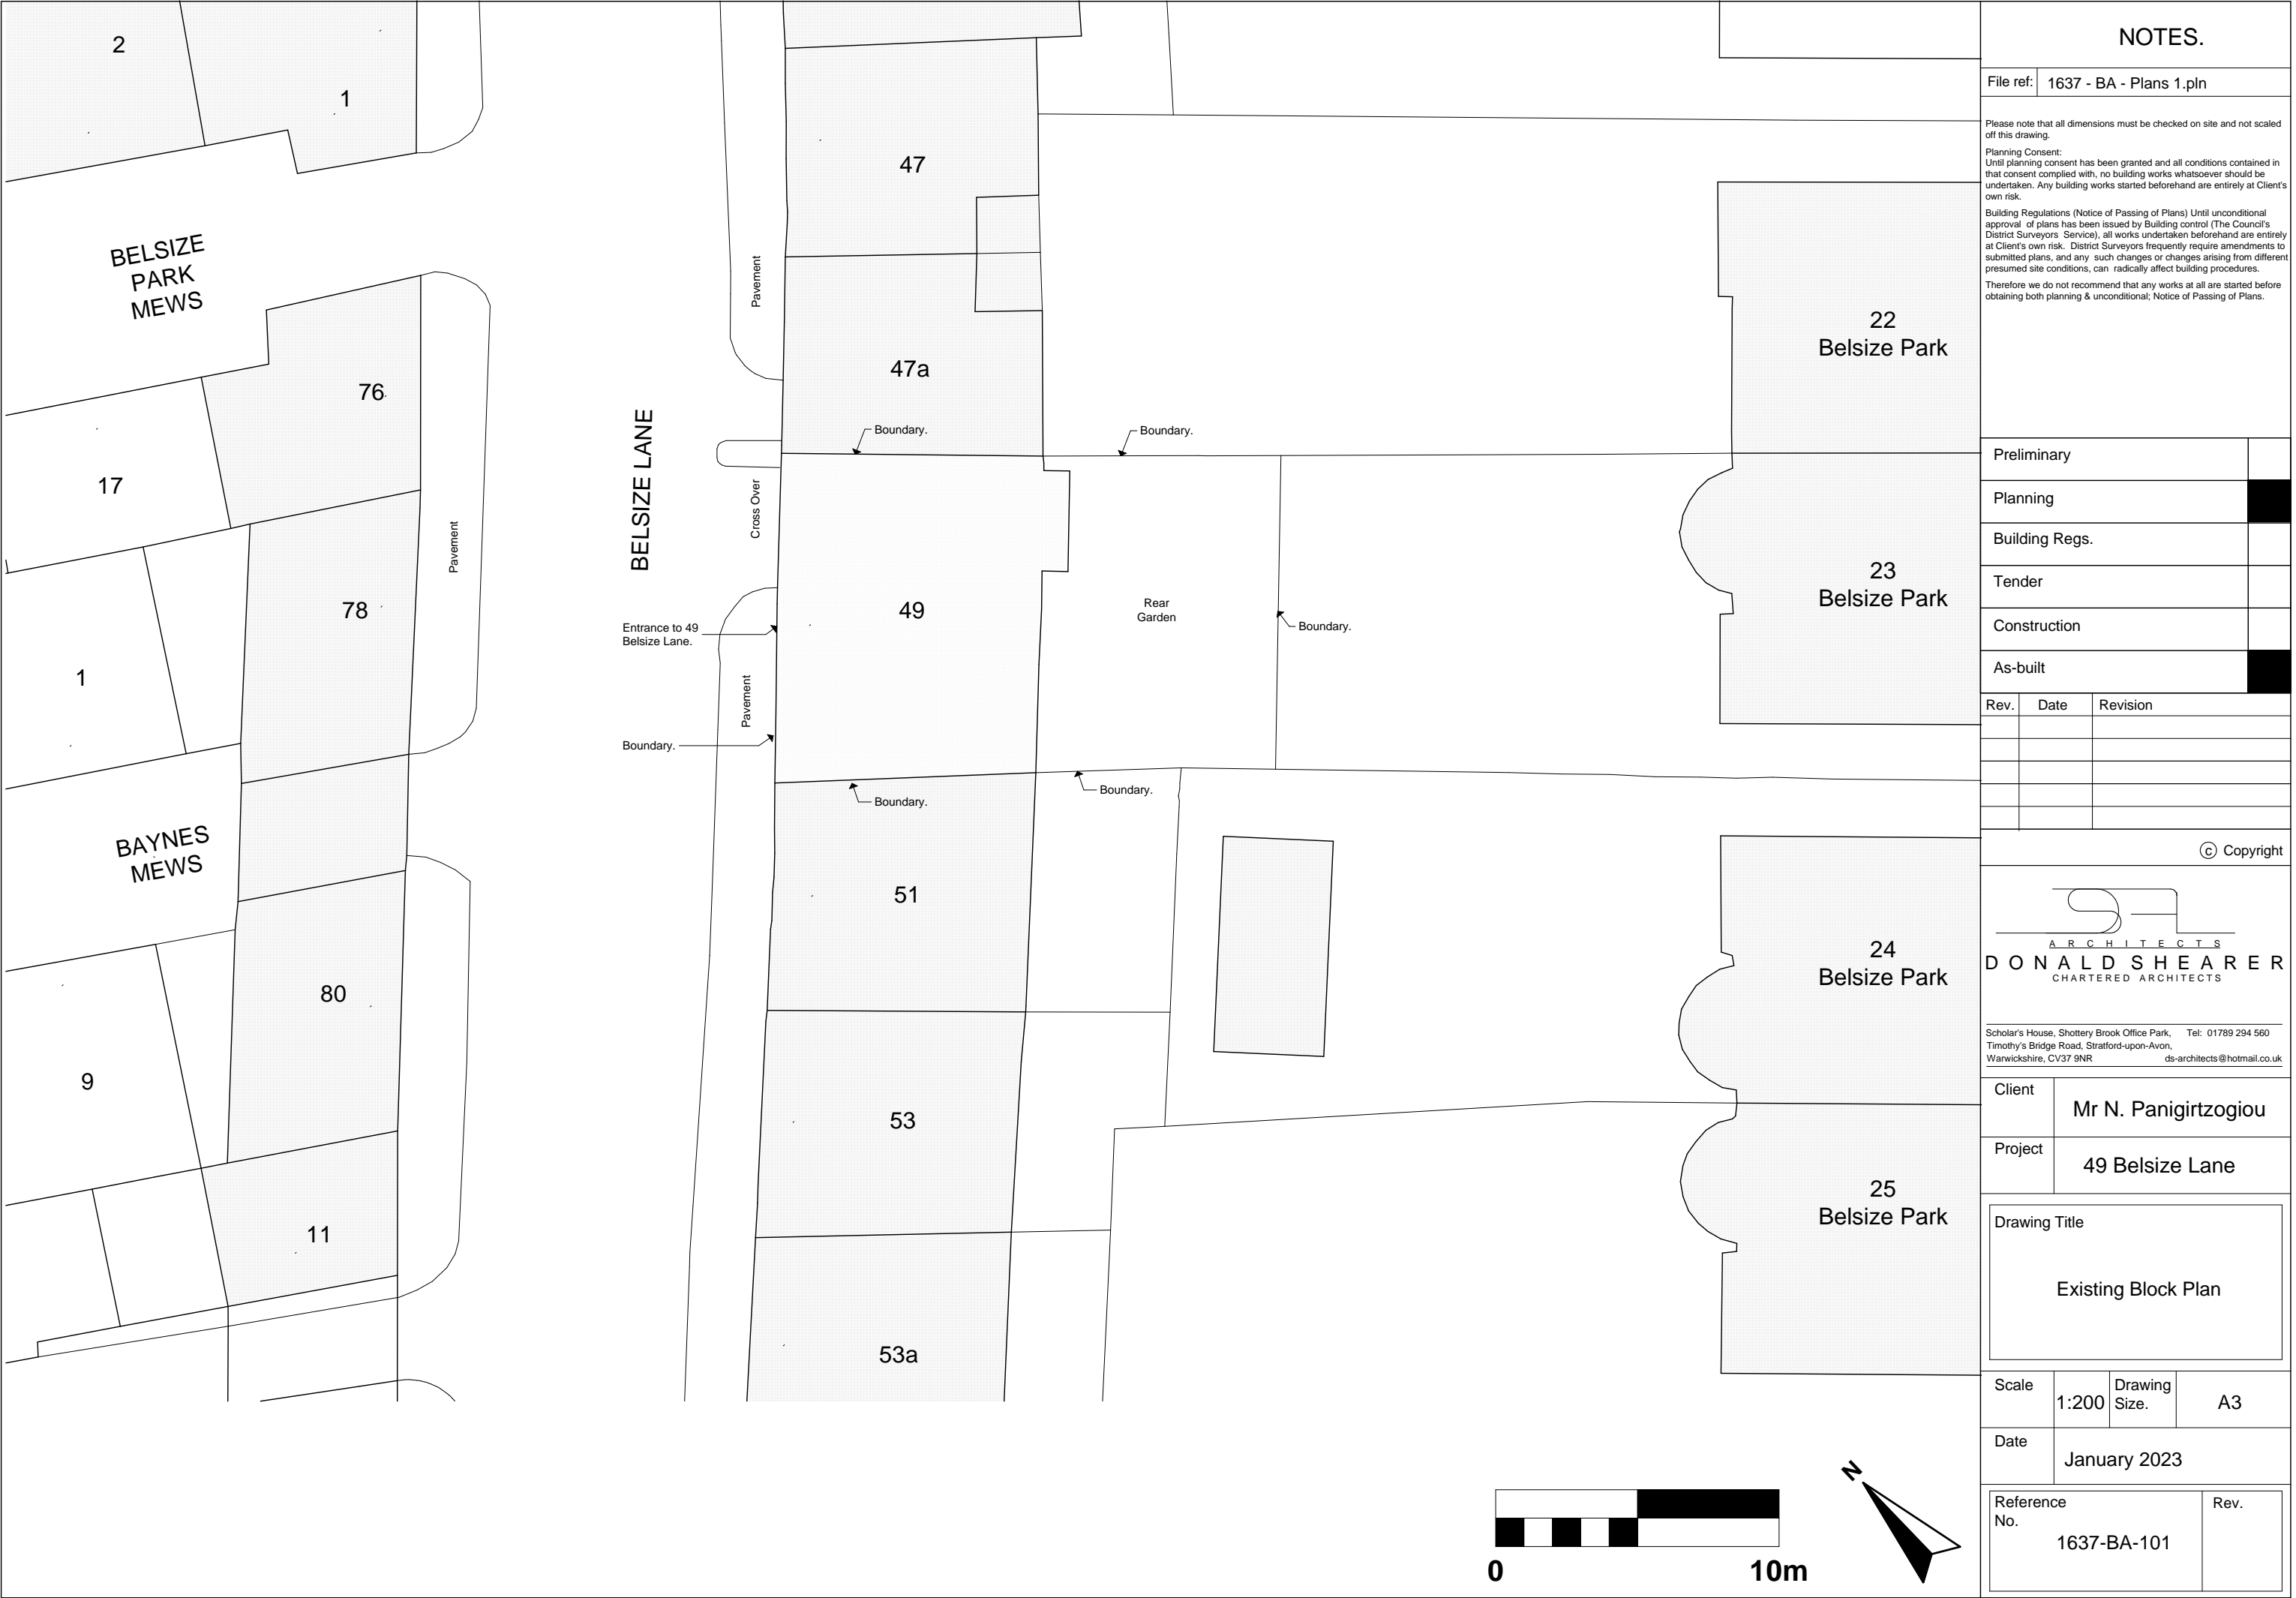 2
1
BELSIZE
PARK
MEWS
76
17
78
1
Pavement
BAYNES
MEWS
80
9
11
BELSIZE LANE
Pavement
Cross Over
Pavement
47
47a
Boundary.
Boundary.
49
Entrance to 49
Belsize Lane.
Boundary.
Rear
Garden
Boundary.
Boundary.
Boundary.
51
53
53a
22
Belsize Park
23
Belsize Park
24
Belsize Park
25
Belsize Park
0 10m
N
NOTES.
File ref: 1637 - BA - Plans 1.pln
Please note that all dimensions must be checked on site and not scaled
off this drawing.
Planning Consent:
Until planning consent has been granted and all conditions contained in
that consent complied with, no building works whatsoever should be
undertaken. Any building works started beforehand are entirely at Client's
own risk.
Building Regulations (Notice of Passing of Plans) Until unconditional
approval of plans has been issued by Building control (The Council's
District Surveyors Service), all works undertaken beforehand are entirely
at Client's own risk. District Surveyors frequently require amendments to
submitted plans, and any such changes or changes arising from different
presumed site conditions, can radically affect building procedures.
Therefore we do not recommend that any works at all are started before
obtaining both planning & unconditional; Notice of Passing of Plans.
Preliminary
Planning
Building Regs.
Tender
Construction
As-built
Rev. Date Revision
© Copyright
ARCHITECTS
DONALD SHEARER
CHARTERED ARCHITECTS
Scholar's House, Shottery Brook Office Park, Tel: 01789 294 560
Timothy's Bridge Road, Stratford-upon-Avon,
Warwickshire, CV37 9NR ds-architects@hotmail.co.uk
Client
Mr N. Panigirtzogiou
Project
49 Belsize Lane
Drawing Title
Existing Block Plan
Scale 1:200 Drawing
Size. A3
Date
January 2023
Reference
No. Rev.
1637-BA-101